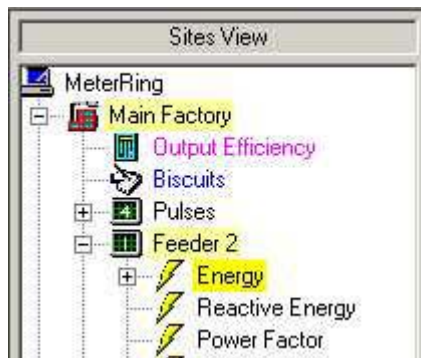 Sites View
MeterRing
Main Factory
Output Efficiency
Biscuits
Pulses
Feeder 2
Energy
Reactive Energy
Power Factor